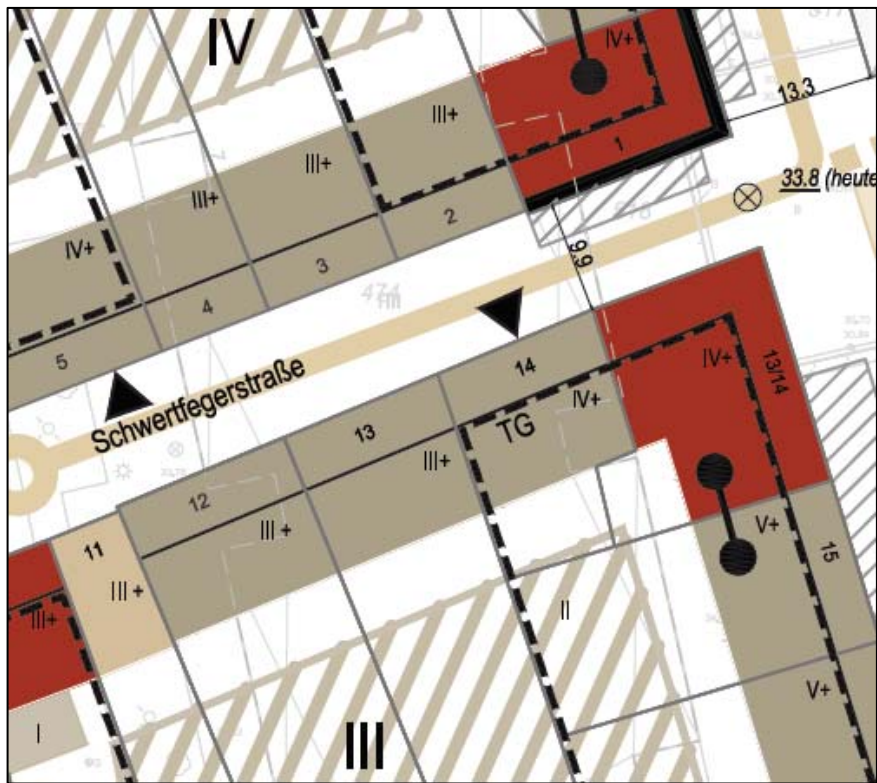 IV
IV+
13.3
III+
1
III+
33.8 (heute
III+
2
9.9
IV+
3
474
4
5
14
IV+
13/14
Schwertfegerstraße
13
TG
IV+
III+
12
III+
V+
15
11
III+
II
III+
V+
I
III